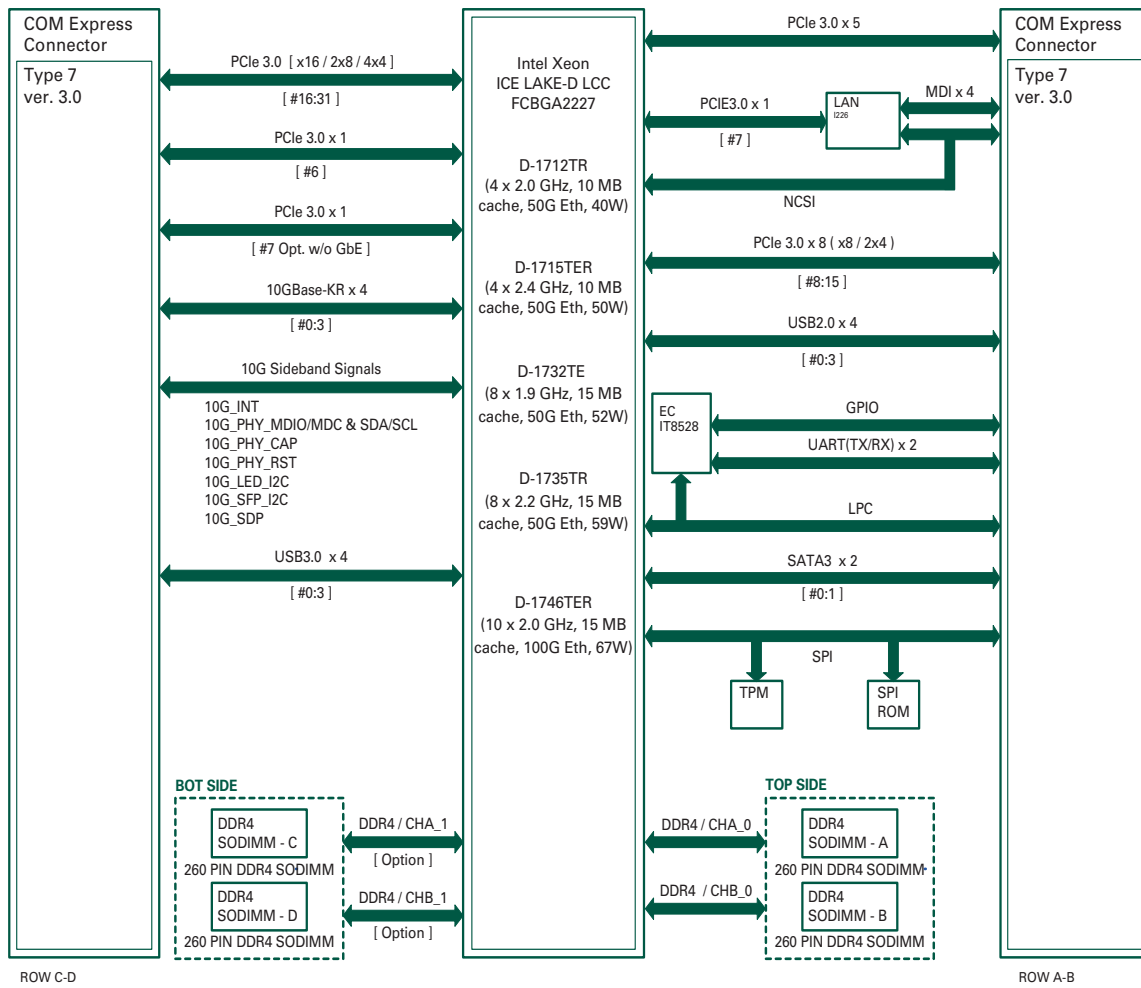 COM Express
Connector
Type 7
ver. 3.0
PCIe 3.0 [ x16 / 2x8 / 4x4 ]
[ #16:31 ]
PCIe 3.0 x 1
[ #6 ]
PCIe 3.0 x 1
[ #7 Opt. w/o GbE ]
10GBase-KR x 4
[ #0:3 ]
10G Sideband Signals
10G_INT
10G_PHY_MDIO/MDC & SDA/SCL
10G_PHY_CAP
10G_PHY_RST
10G_LED_I2C
10G_SFP_I2C
10G_SDP
USB3.0 x 4
[ #0:3 ]
BOT SIDE
DDR4
SODIMM - C
260 PIN DDR4 SODIMM
DDR4
SODIMM - D
260 PIN DDR4 SODIMM
DDR4 / CHA_1
[ Option ]
DDR4 / CHB_1
[ Option ]
ROW C-D
Intel Xeon
ICE LAKE-D LCC
FCBGA2227
D-1712TR
(4 x 2.0 GHz, 10 MB
cache, 50G Eth, 40W)
D-1715TER
(4 x 2.4 GHz, 10 MB
cache, 50G Eth, 50W)
D-1732TE
(8 x 1.9 GHz, 15 MB
cache, 50G Eth, 52W)
D-1735TR
(8 x 2.2 GHz, 15 MB
cache, 50G Eth, 59W)
D-1746TER
(10 x 2.0 GHz, 15 MB
cache, 100G Eth, 67W)
PCIe 3.0 x 5
PCIE3.0 x 1
[ #7 ]
LAN
I226
MDI x 4
NCSI
PCIe 3.0 x 8 ( x8 / 2x4 )
[ #8:15 ]
USB2.0 x 4
[ #0:3 ]
EC
IT8528
GPIO
UART(TX/RX) x 2
LPC
SATA3 x 2
[ #0:1 ]
SPI
TPM
SPI
ROM
TOP SIDE
DDR4 / CHA_0
DDR4
SODIMM - A
260 PIN DDR4 SODIMM
DDR4 / CHB_0
DDR4
SODIMM - B
260 PIN DDR4 SODIMM
COM Express
Connector
Type 7
ver. 3.0
ROW A-B